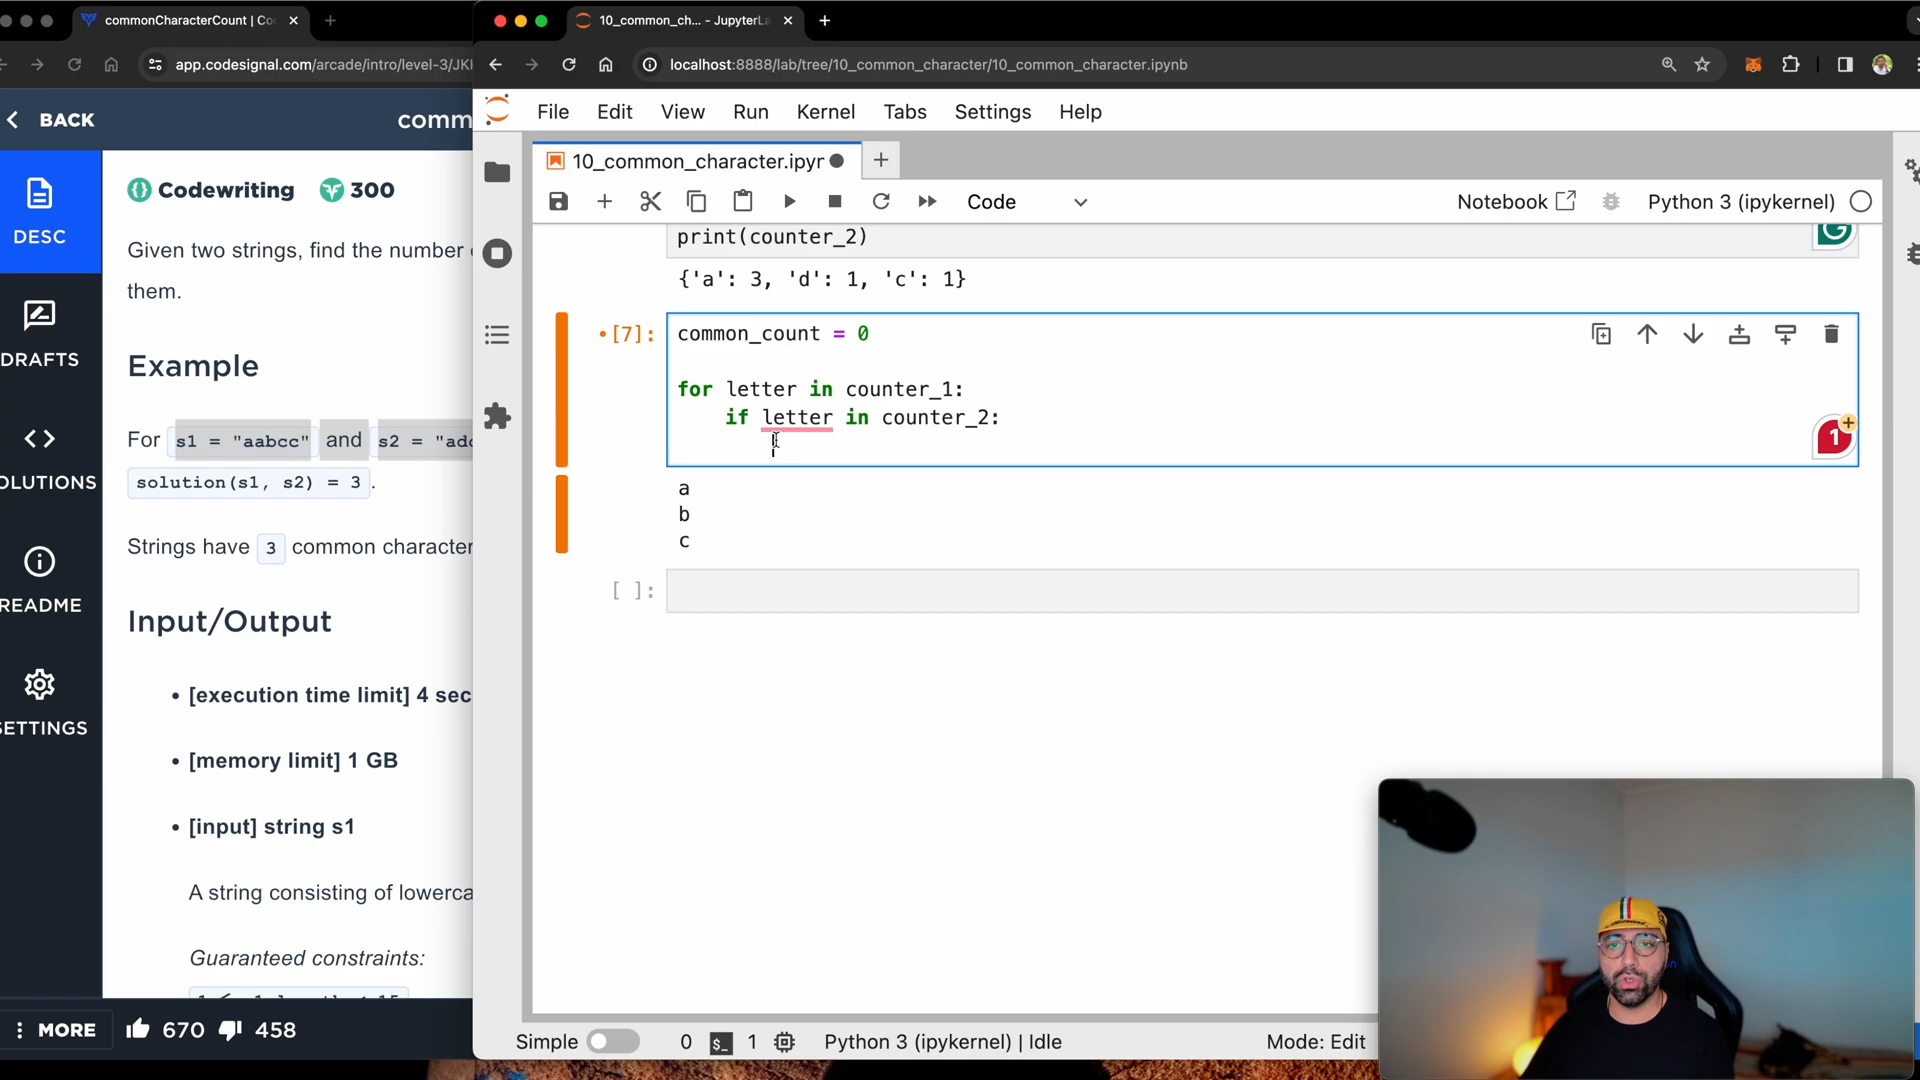 commonCharacterCount | Co
10_common_ch... - JupyterLa
app.codesignal.com/arcade/intro/level-3/JKK
localhost:8888/lab/tree/10_common_character/10_common_character.ipynb
BACK
comm
File Edit View Run Kernel Tabs Settings Help
10_common_character.ipyr
Code
Notebook
Python 3 (ipykernel)
DESC
DRAFTS
OLUTIONS
README
SETTINGS
Codewriting 300
Given two strings, find the number
them.
Example
For s1 = "aabcc" and s2 =
solution(s1, s2) = 3.
Strings have 3 common character
Input/Output
• [execution time limit] 4 sec
• [memory limit] 1 GB
• [input] string s1
A string consisting of lowerca
Guaranteed constraints:
MORE 670 458
print(counter_2)
{'a': 3, 'd': 1, 'c': 1}
[7]:
common_count = 0
for letter in counter_1:
if letter in counter_2:
1
a
b
c
[ ]:
Simple 0 $_ 1 Python 3 (ipykernel) | Idle Mode: Edit